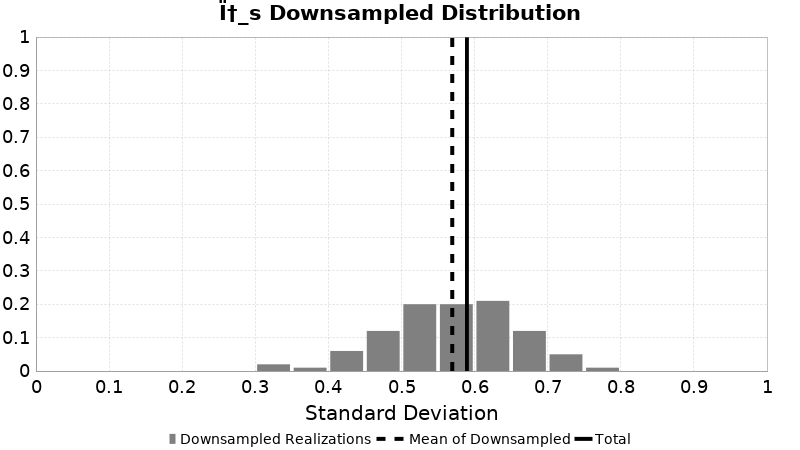 Ï†_s Downsampled Distribution
1
0.9
0.8
0.7
0.6
0.5
0.4
0.3
0.2
0.1
0
0 0.1 0.2 0.3 0.4 0.5 0.6 0.7 0.8 0.9 1
Standard Deviation
Downsampled Realizations Mean of Downsampled Total